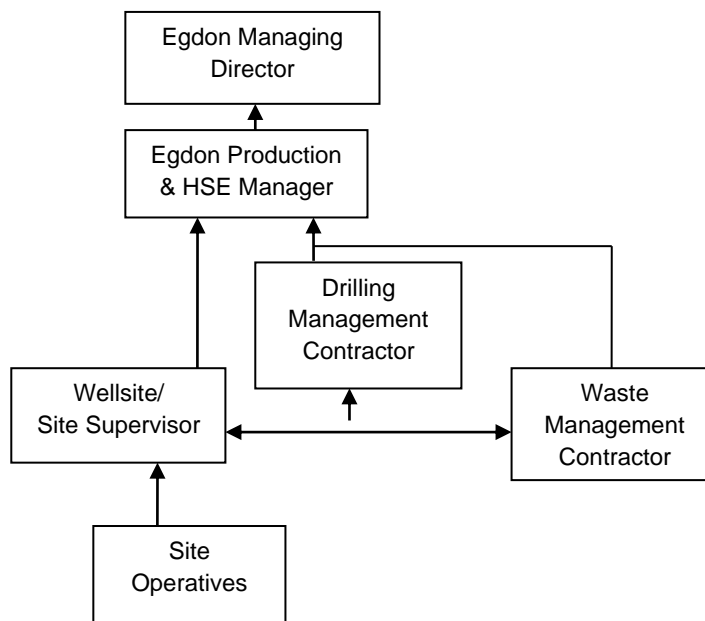 Egdon Managing
Director
Egdon Production
& HSE Manager
Drilling
Management
Contractor
Wellsite/
Site Supervisor
Waste
Management
Contractor
Site
Operatives